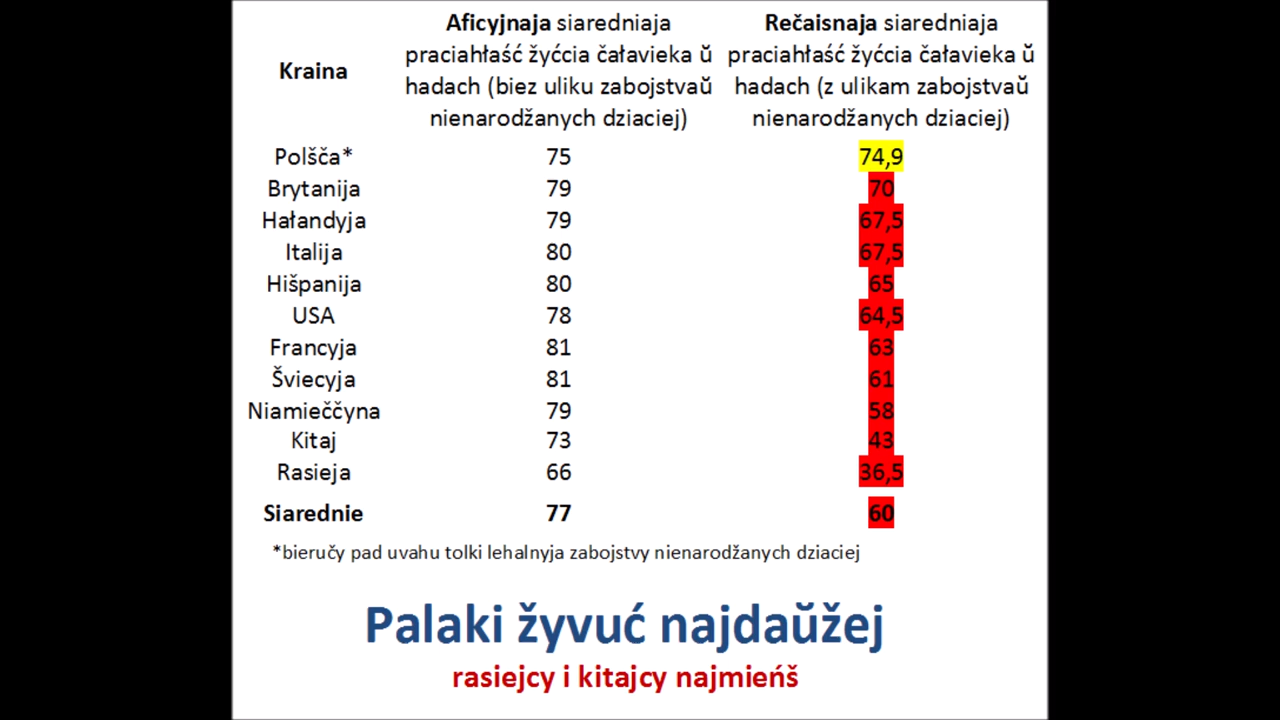 Kraina
Aficyjnaja siaredniaja
praciahłaść žyćcia čałavieka ŭ
hadach (biez uliku zabojstvaŭ
nienarodžanych dziaciej)
Rečaisnaja siaredniaja
praciahłaść žyćcia čałavieka ŭ
hadach (z ulikam zabojstvaŭ
nienarodžanych dziaciej)
Polšča* 75 74,9
Brytanija 79 70
Hałandyja 79 67,5
Italija 80 67,5
Hišpanija 80 65
USA 78 64,5
Francyja 81 63
Šviecyja 81 61
Niamieččyna 79 58
Kitaj 73 43
Rasieja 66 36,5
Siarednie 77 60
*bieručy pad uvahu tolki lehalnyja zabojstvy nienarodžanych dziaciej
Palaki žyvuć najdaŭžej
rasiejcy i kitajcy najmieńš